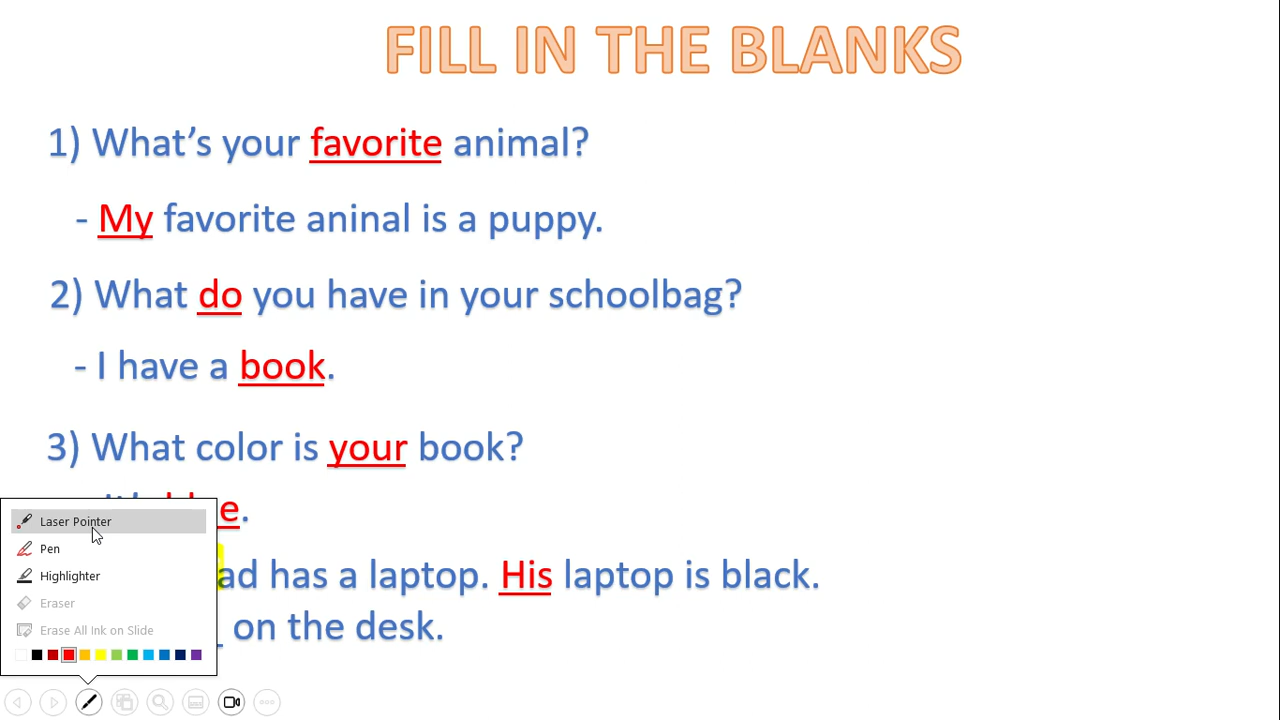 FILL IN THE BLANKS
1) What's your favorite animal?
- My favorite aninal is a puppy.
2) What do you have in your schoolbag?
- I have a book.
3) What color is your book?
ad has a laptop. His laptop is black.
on the desk.
Laser Pointer
Pen
Highlighter
Eraser
Erase All Ink on Slide